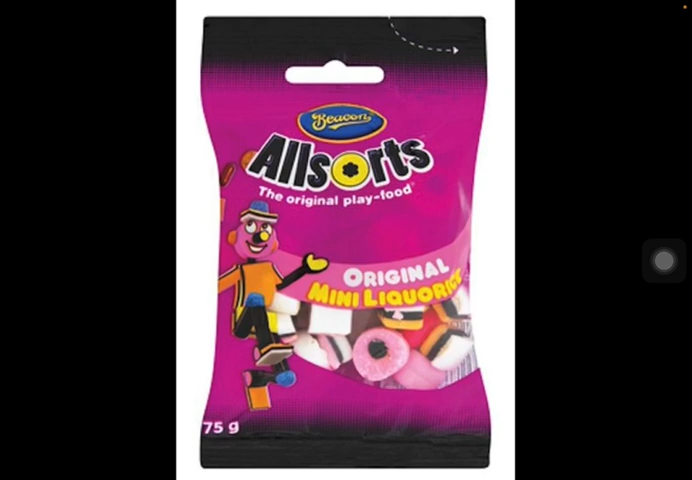 Beacon
Allsorts
The original play-food®
ORIGINAL
MINI LIQUORICE
75 g